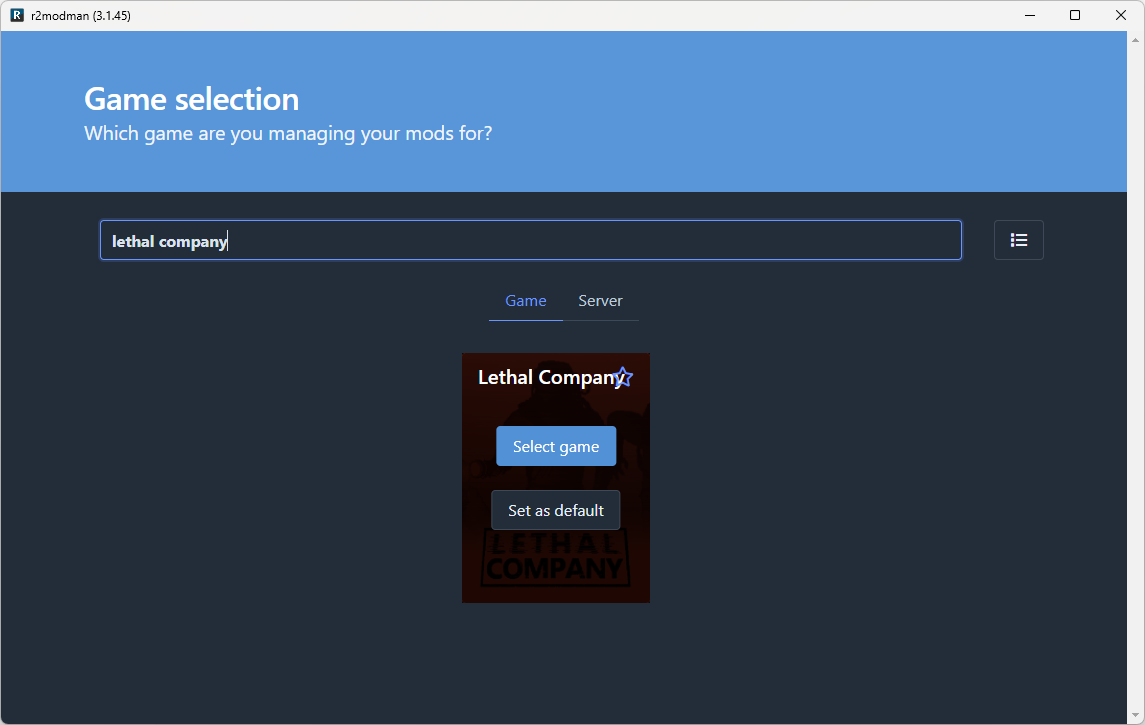 r2modman (3.1.45)
Game selection
Which game are you managing your mods for?
lethal company
Game Server
Lethal Company
Select game
Set as default
LETHAL
COMPANY